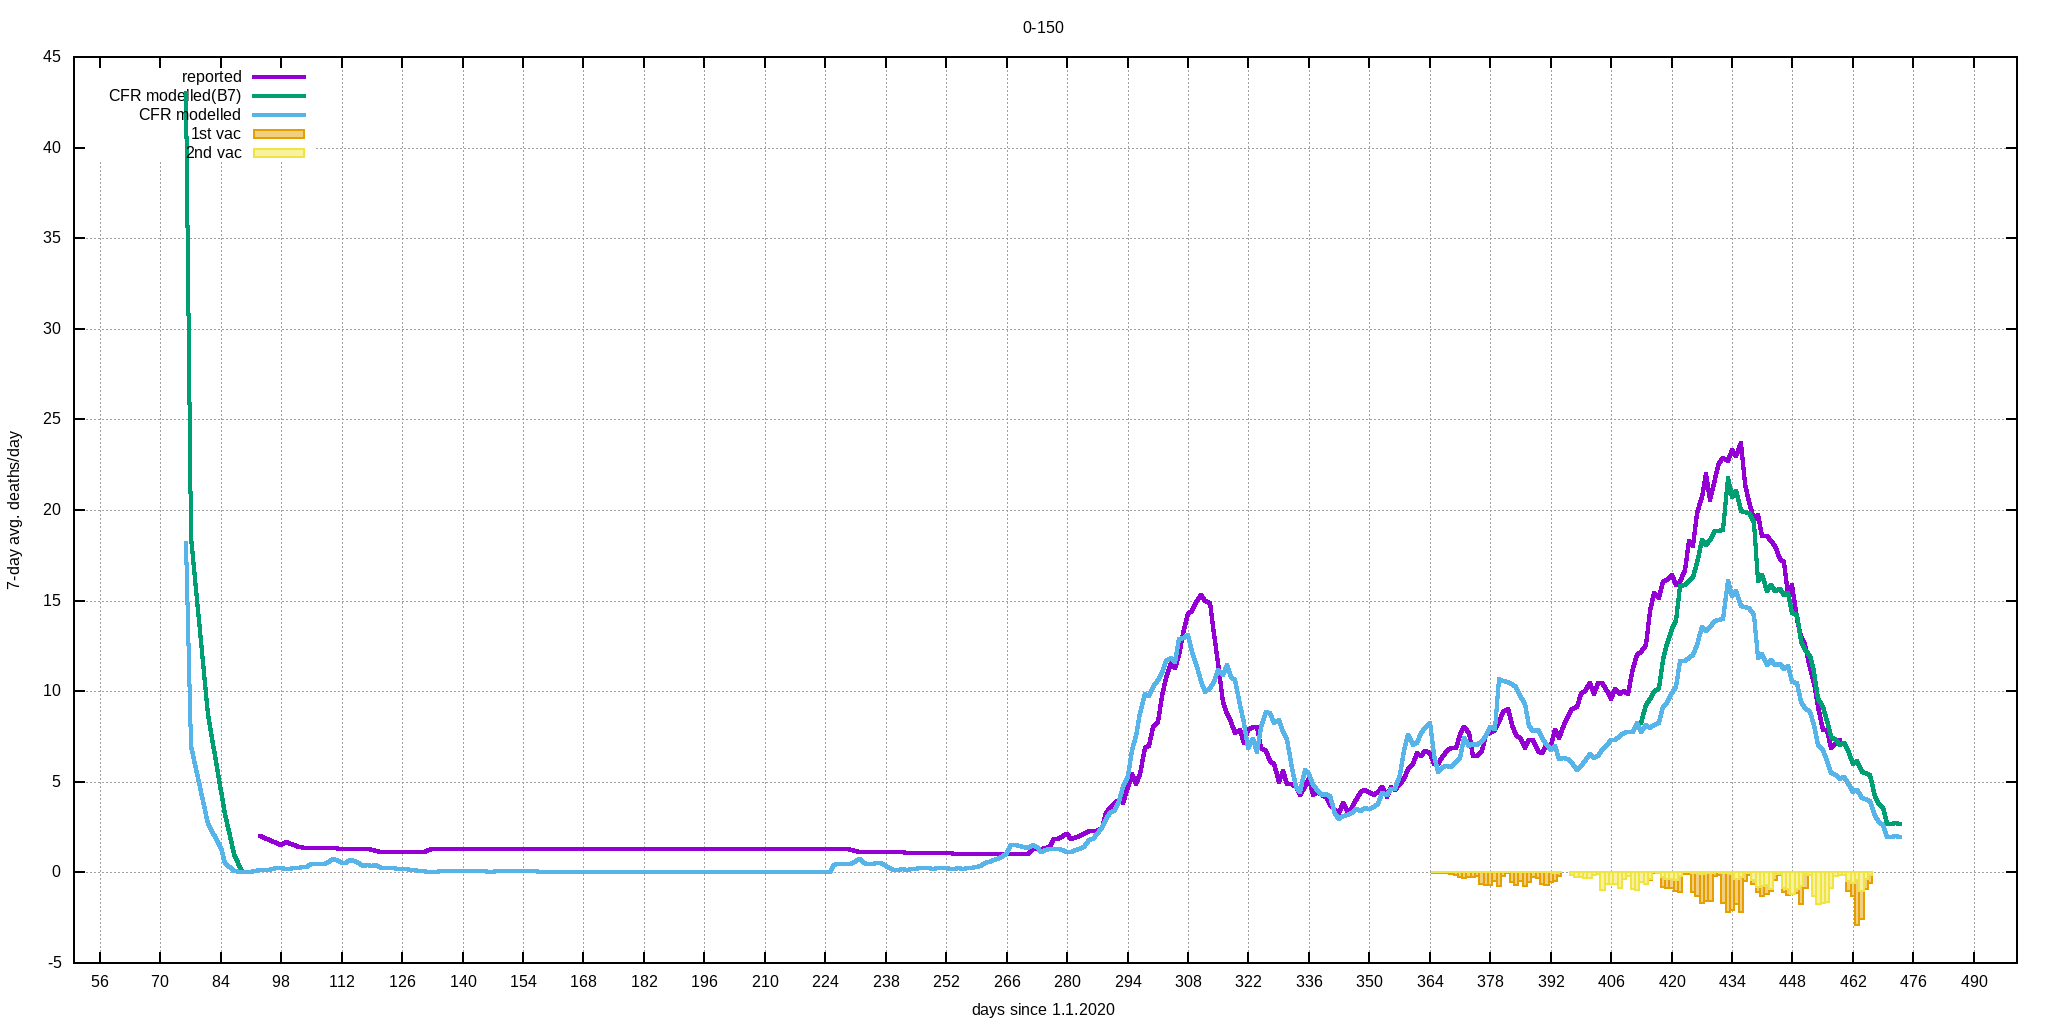 0-150
45
40
35
30
25
20
15
10
5
0
-5
7-day avg. deaths/day
reported
CFR modelled(B7)
CFR modelled
1st vac
2nd vac
56 70 84 98 112 126 140 154 168 182 196 210 224 238 252 266 280 294 308 322 336 350 364 378 392 406 420 434 448 462 476 490
days since 1.1.2020